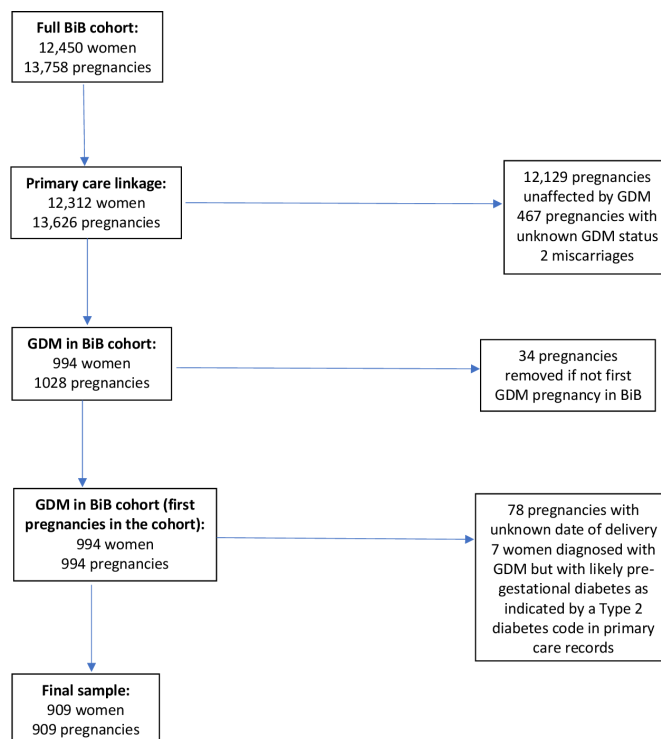 Full BiB cohort:
12,450 women
13,758 pregnancies
Primary care linkage:
12,312 women
13,626 pregnancies
12,129 pregnancies
unaffected by GDM
467 pregnancies with
unknown GDM status
2 miscarriages
GDM in BiB cohort:
994 women
1028 pregnancies
34 pregnancies
removed if not first
GDM pregnancy in BiB
GDM in BiB cohort (first
pregnancies in the cohort):
994 women
994 pregnancies
78 pregnancies with
unknown date of delivery
7 women diagnosed with
GDM but with likely pre-
gestational diabetes as
indicated by a Type 2
diabetes code in primary
care records
Final sample:
909 women
909 pregnancies